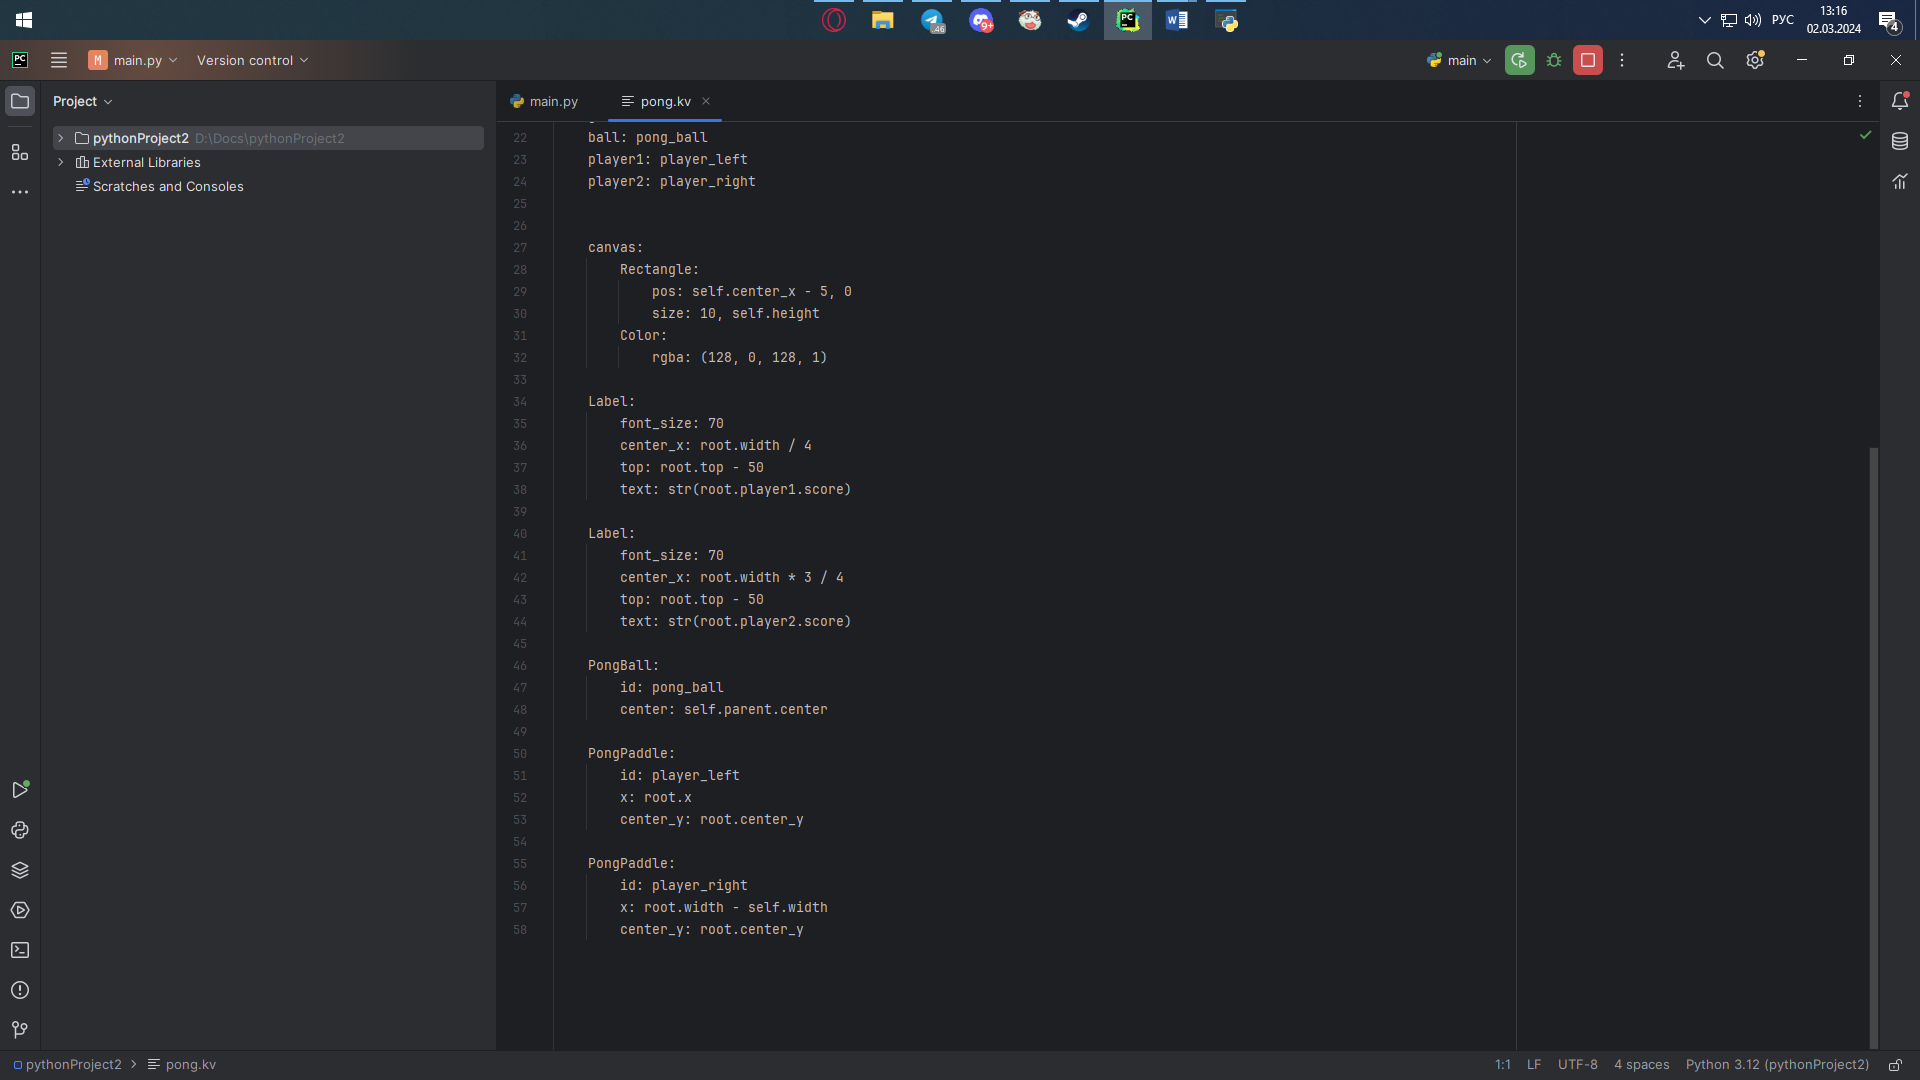 46
9+
PC
W
РУС
13:16
02.03.2024
4
PC
M main.py
Version control
main
Project
main.py
pong.kv
pythonProject2 D:\Docs\pythonProject2
External Libraries
Scratches and Consoles
22 ball: pong_ball
23 player1: player_left
24 player2: player_right
25
26
27 canvas:
28 Rectangle:
29 pos: self.center_x - 5, 0
30 size: 10, self.height
31 Color:
32 rgba: (128, 0, 128, 1)
33
34 Label:
35 font_size: 70
36 center_x: root.width / 4
37 top: root.top - 50
38 text: str(root.player1.score)
39
40 Label:
41 font_size: 70
42 center_x: root.width * 3 / 4
43 top: root.top - 50
44 text: str(root.player2.score)
45
46 PongBall:
47 id: pong_ball
48 center: self.parent.center
49
50 PongPaddle:
51 id: player_left
52 x: root.x
53 center_y: root.center_y
54
55 PongPaddle:
56 id: player_right
57 x: root.width - self.width
58 center_y: root.center_y
pythonProject2 > pong.kv
1:1 LF UTF-8 4 spaces Python 3.12 (pythonProject2)